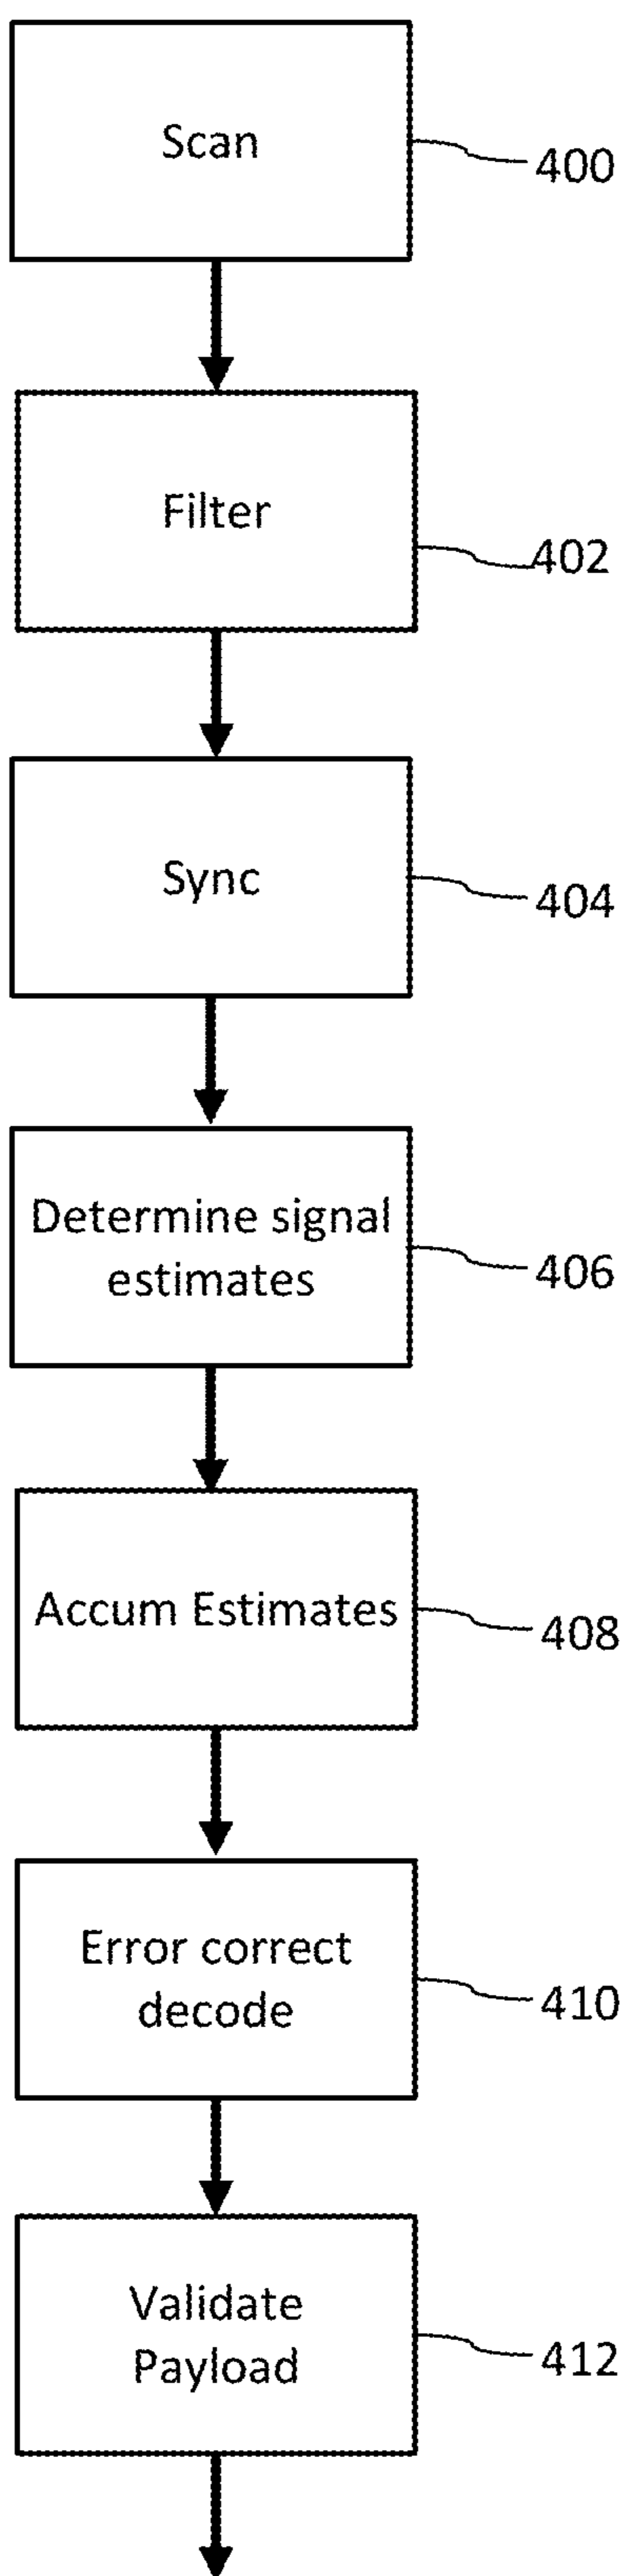 Scan
400
Filter
402
Sync
404
Determine signal
estimates
406
Accum Estimates
408
Error correct
decode
410
Validate
Payload
412